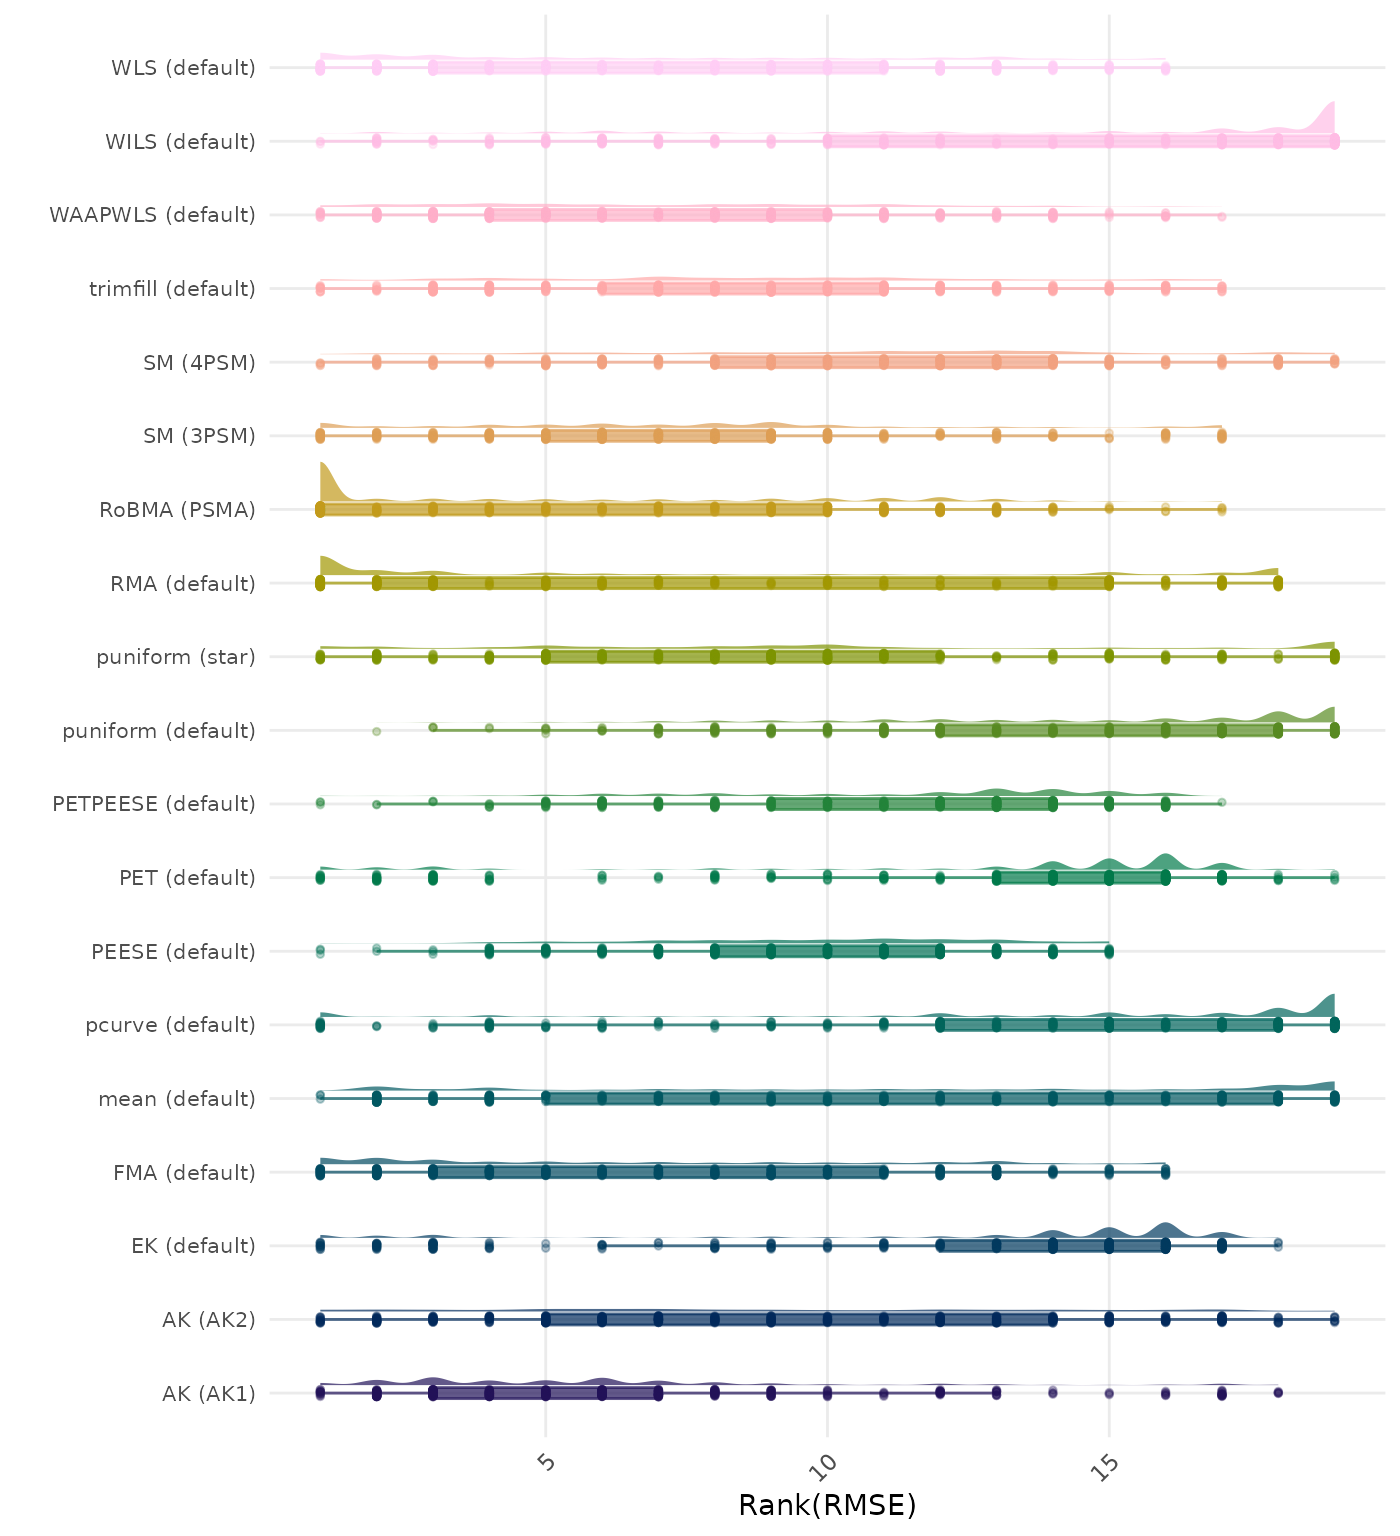 WLS (default)
WILS (default)
WAAPWLS (default)
trimfill (default)
SM (4PSM)
SM (3PSM)
RoBMA (PSMA)
RMA (default)
puniform (star)
puniform (default)
PETPEESE (default)
PET (default)
PEESE (default)
pcurve (default)
mean (default)
FMA (default)
EK (default)
AK (AK2)
AK (AK1)
5 10 15
Rank(RMSE)